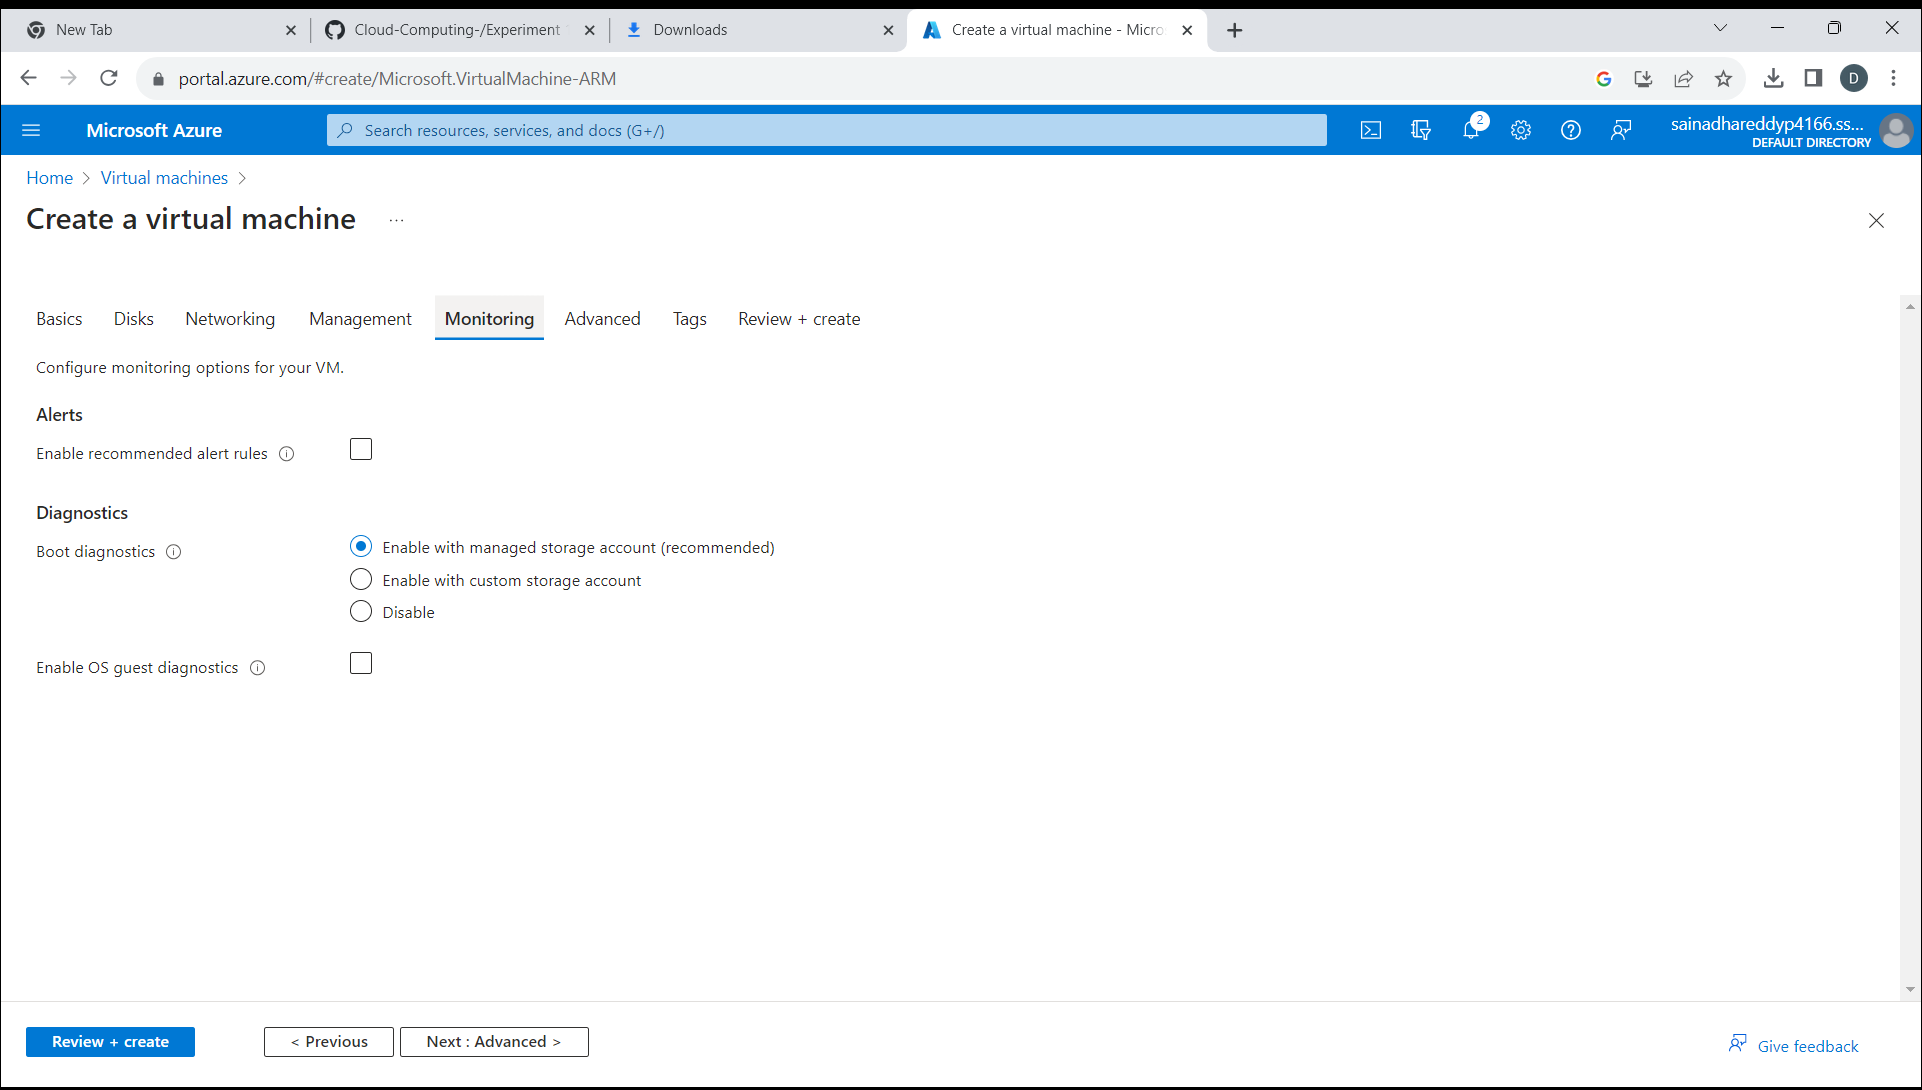 New Tab
Cloud-Computing-/Experiment
Downloads
Create a virtual machine - Micro
portal.azure.com/#create/Microsoft.VirtualMachine-ARM
D
Microsoft Azure
Search resources, services, and docs (G+/)
2
sainadhareddyp4166.ss...
DEFAULT DIRECTORY
Home > Virtual machines >
Create a virtual machine ...
Basics Disks Networking Management Monitoring Advanced Tags Review + create
Configure monitoring options for your VM.
Alerts
Enable recommended alert rules
Diagnostics
Boot diagnostics
Enable with managed storage account (recommended)
Enable with custom storage account
Disable
Enable OS guest diagnostics
Review + create
< Previous
Next : Advanced >
Give feedback